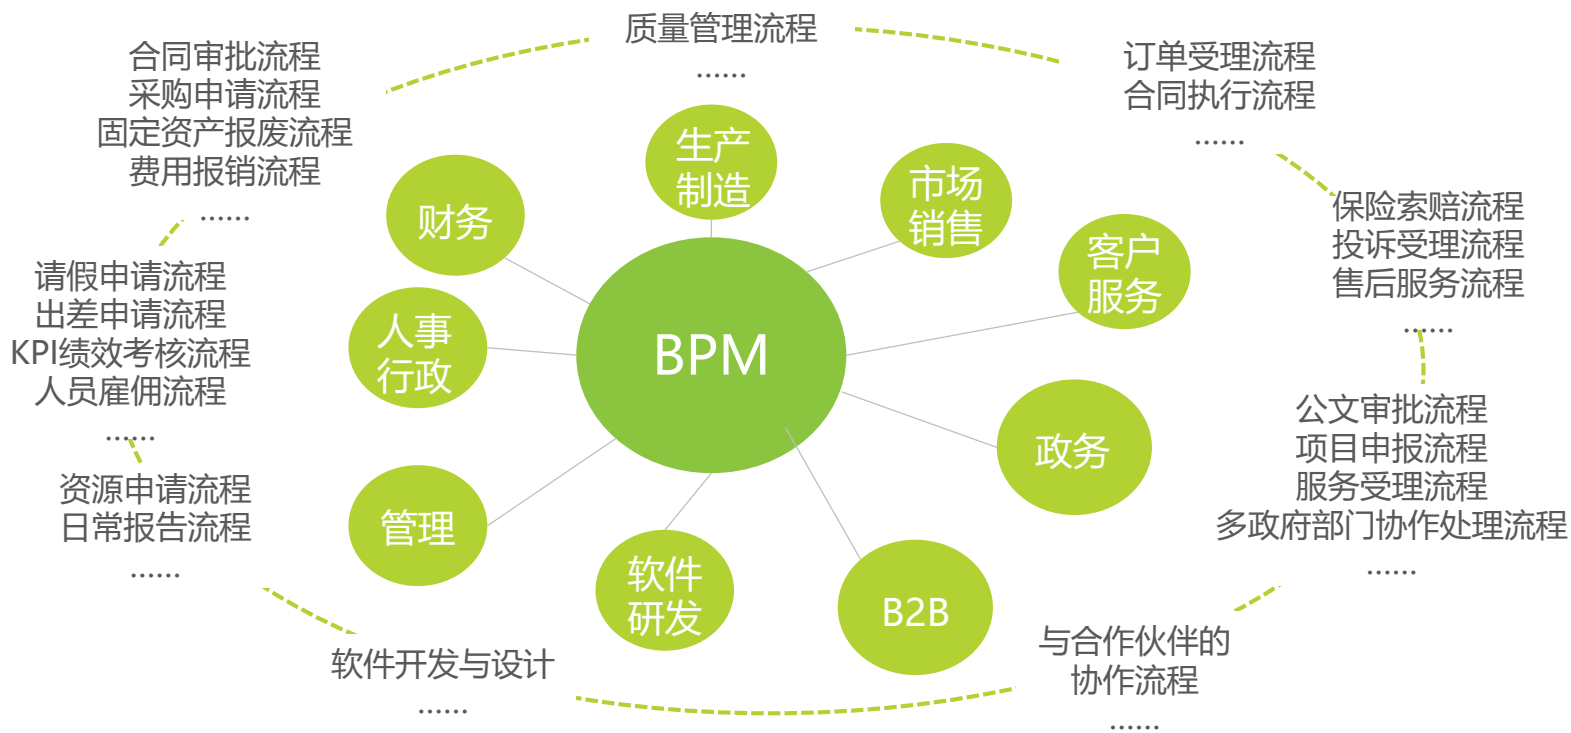 质量管理流程
......
合同审批流程
采购申请流程
固定资产报废流程
费用报销流程
......
订单受理流程
合同执行流程
......
生产
制造
市场
销售
财务
客户
服务
保险索赔流程
投诉受理流程
售后服务流程
......
请假申请流程
出差申请流程
KPI绩效考核流程
人员雇佣流程
......
人事
行政
BPM
政务
公文审批流程
项目申报流程
服务受理流程
多政府部门协作处理流程
......
资源申请流程
日常报告流程
......
管理
软件
研发
B2B
软件开发与设计
......
与合作伙伴的
协作流程
......